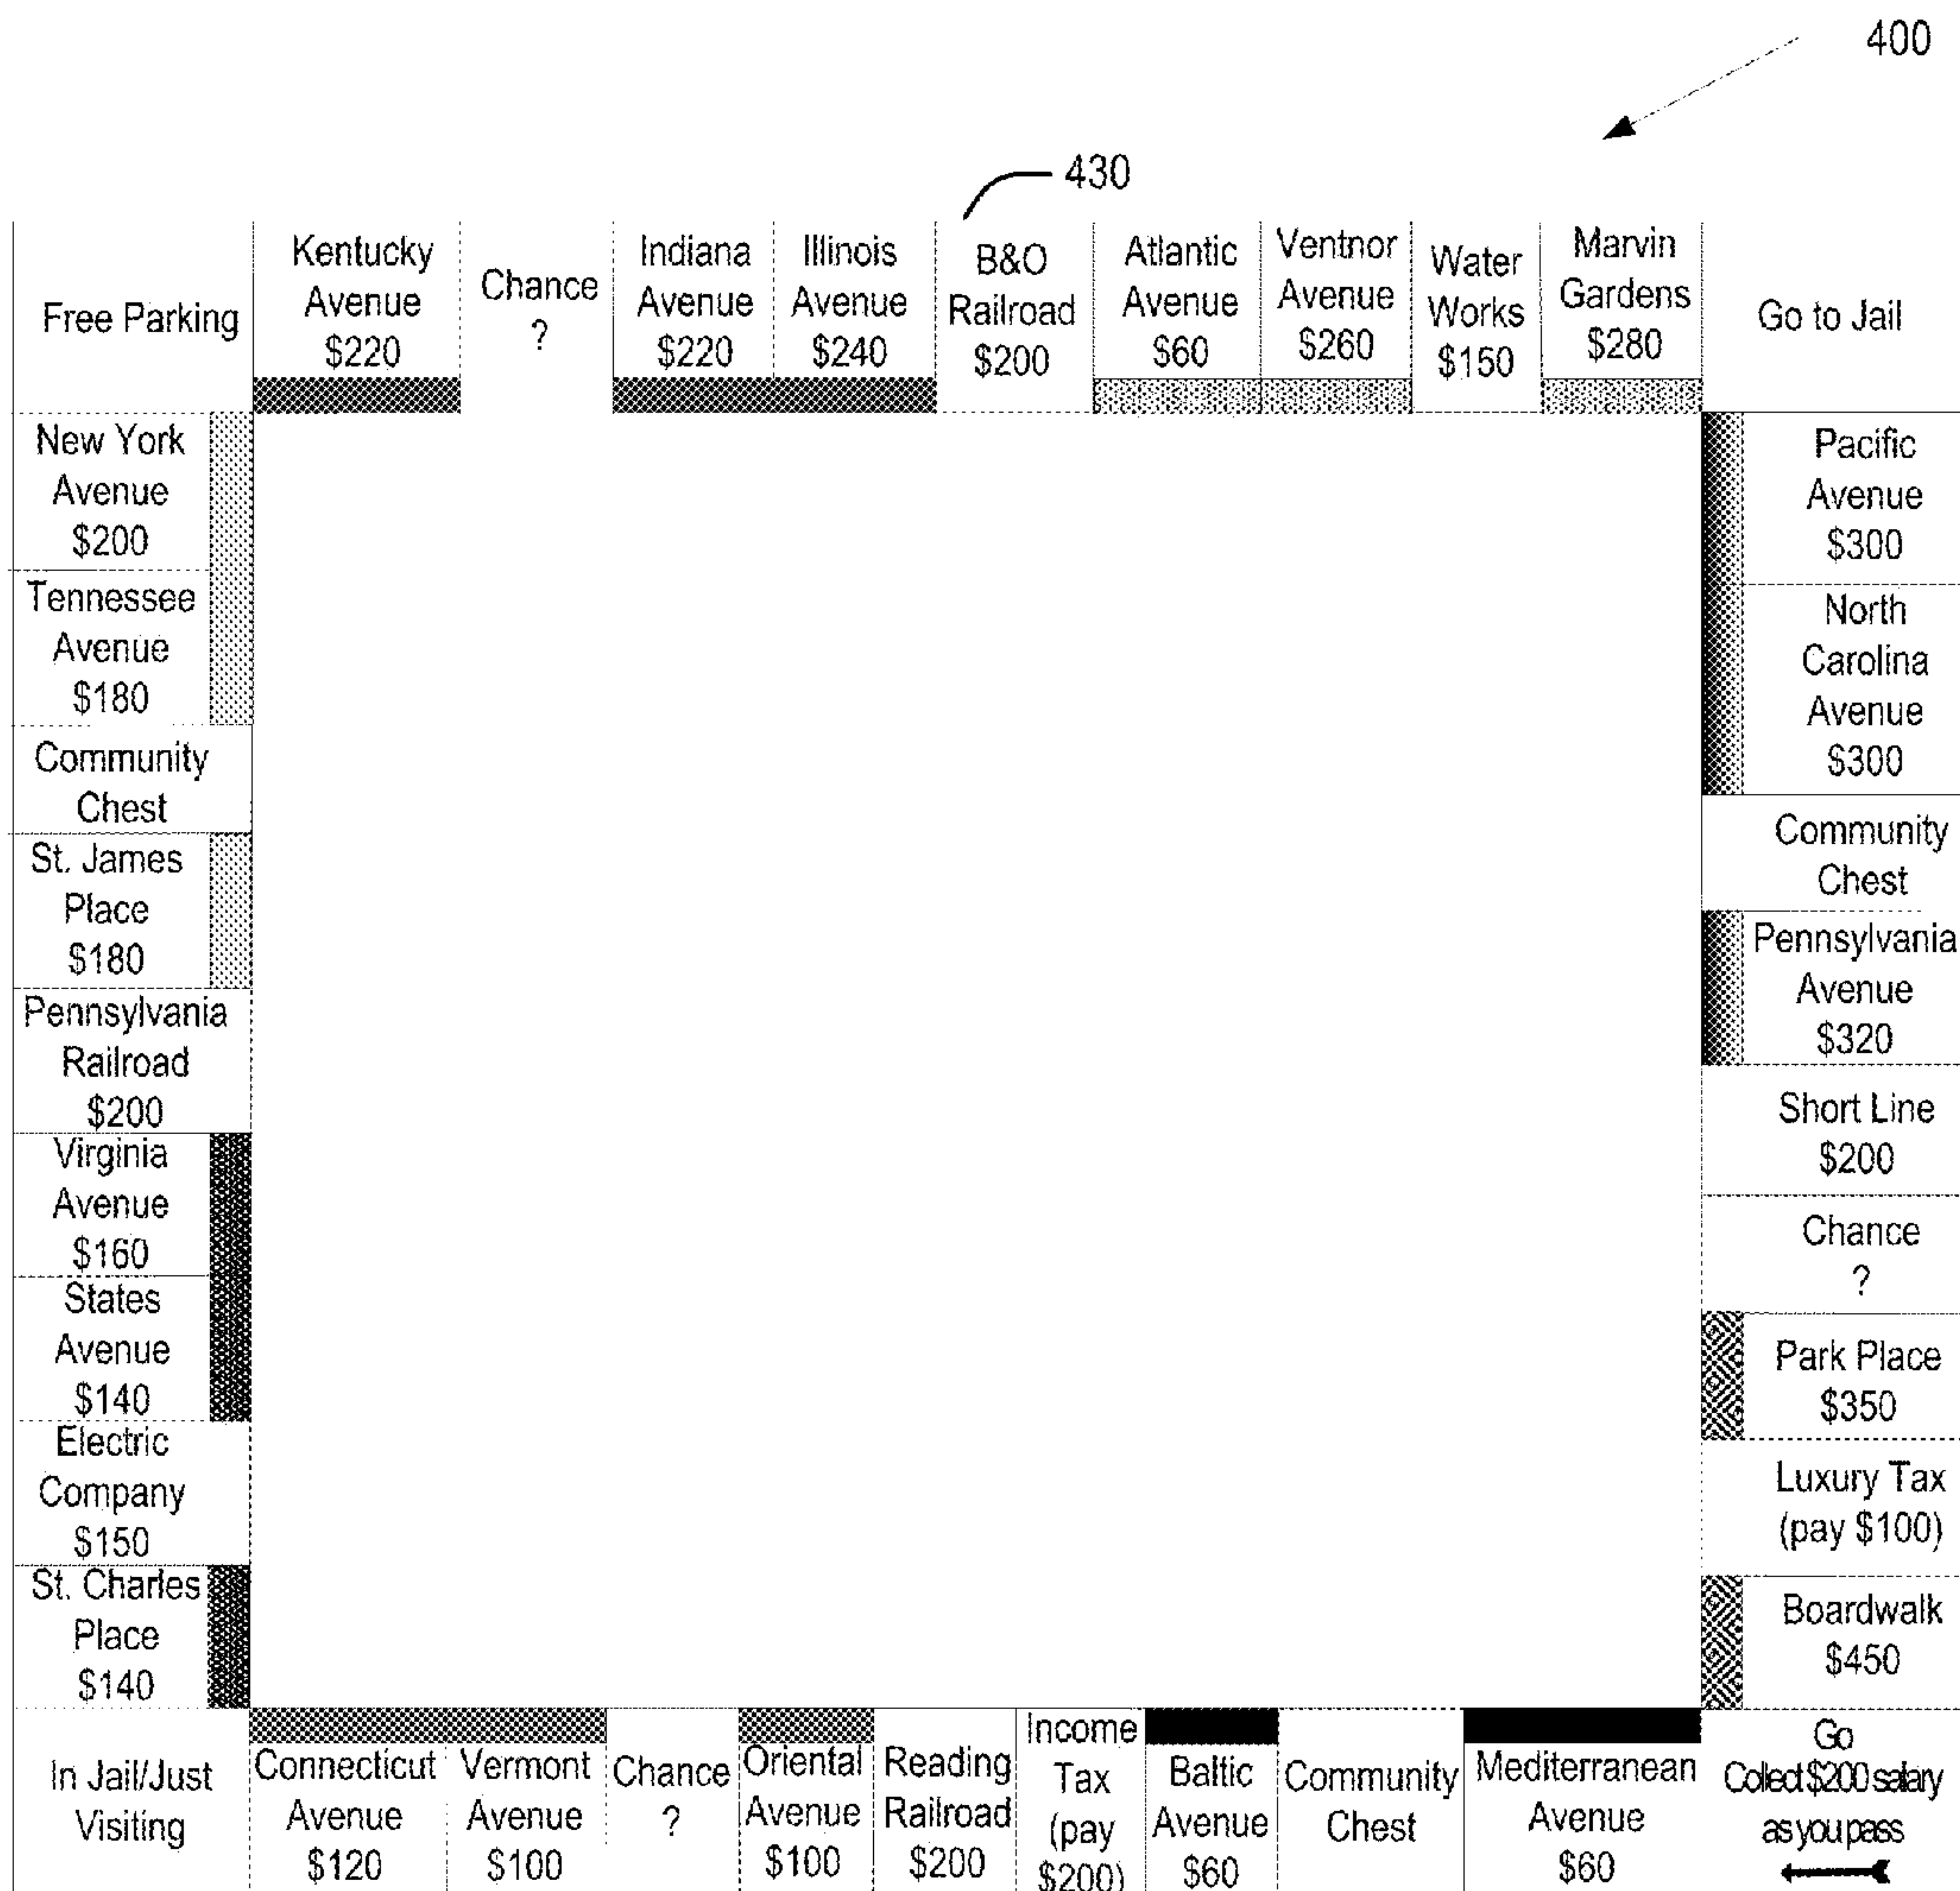 400
430
Free Parking
Kentucky
Avenue
$220
Chance
?
Indiana
Avenue
$220
Illinois
Avenue
$240
B&O
Railroad
$200
Atlantic
Avenue
$60
Ventnor
Avenue
$260
Water
Works
$150
Marvin
Gardens
$280
Go to Jail
New York
Avenue
$200
Tennessee
Avenue
$180
Community
Chest
St. James
Place
$180
Pennsylvania
Railroad
$200
Virginia
Avenue
$160
States
Avenue
$140
Electric
Company
$150
St. Charles
Place
$140
Pacific
Avenue
$300
North
Carolina
Avenue
$300
Community
Chest
Pennsylvania
Avenue
$320
Short Line
$200
Chance
?
Park Place
$350
Luxury Tax
(pay $100)
Boardwalk
$450
In Jail/Just
Visiting
Connecticut
Avenue
$120
Vermont
Avenue
$100
Chance
?
Oriental
Avenue
$100
Reading
Railroad
$200
Income
Tax
(pay
$200)
Baltic
Avenue
$60
Community
Chest
Mediterranean
Avenue
$60
Go
Collect $200 salary
as you pass